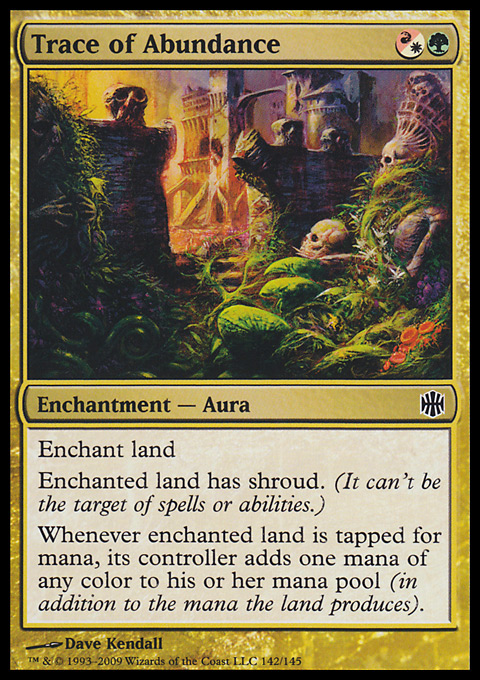 Trace of Abundance
Enchantment — Aura
Enchant land
Enchanted land has shroud. (It can't be
the target of spells or abilities.)
Whenever enchanted land is tapped for
mana, its controller adds one mana of
any color to his or her mana pool (in
addition to the mana the land produces).
Dave Kendall
™ & © 1993–2009 Wizards of the Coast LLC 142/145